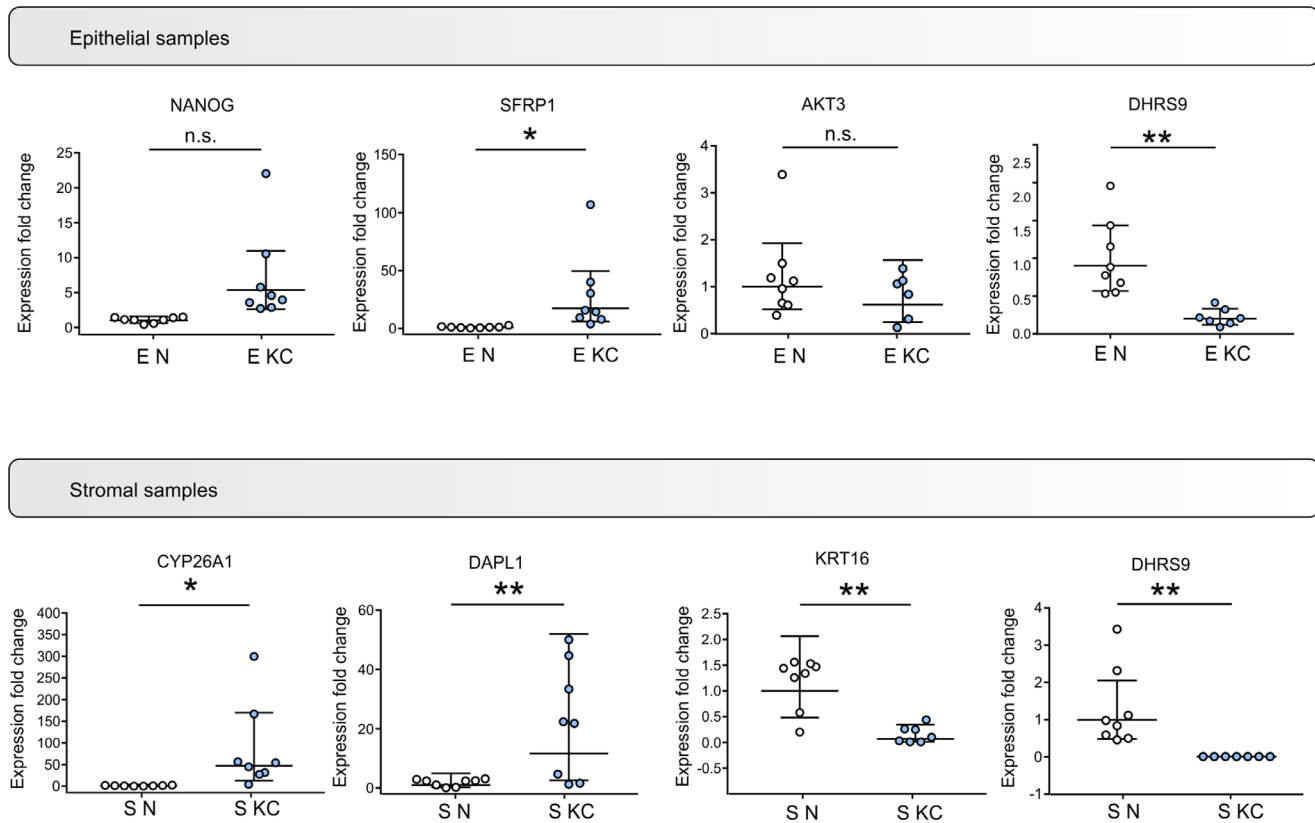 Epithelial samples
NANOG
n.s.
Expression fold change
25
20
15
10
5
0
E N
E KC
SFRP1
*
Expression fold change
150
100
50
0
E N
E KC
AKT3
n.s.
Expression fold change
4
3
2
1
0
E N
E KC
DHRS9
**
Expression fold change
2.5
2.0
1.5
1.0
0.5
0.0
E N
E KC
Stromal samples
CYP26A1
*
Expression fold change
400
350
300
250
200
150
100
50
0
S N
S KC
DAPL1
**
Expression fold change
60
40
20
0
S N
S KC
KRT16
**
Expression fold change
2.5
2.0
1.5
1.0
0.5
0.0
-0.5
S N
S KC
DHRS9
**
Expression fold change
4
3
2
1
0
-1
S N
S KC